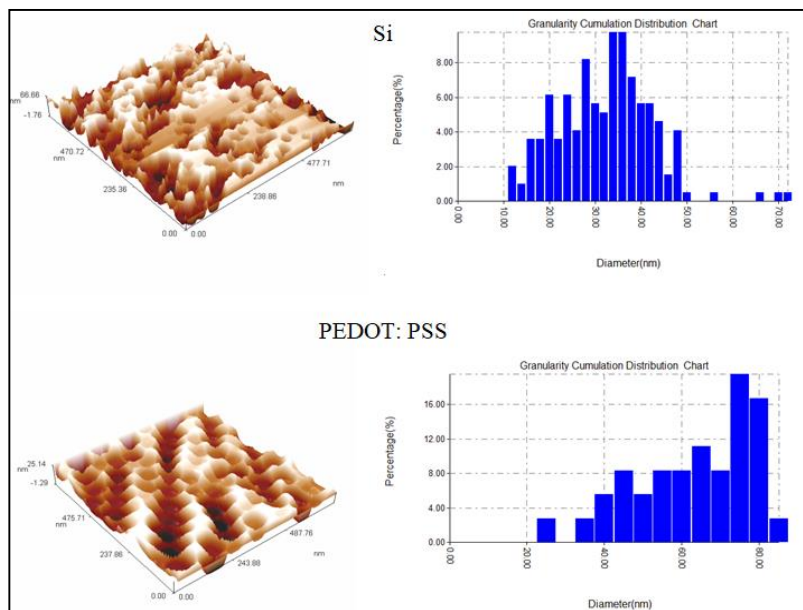 Si
66.66
nm
-1.76
470.72
nm
235.36
0.00
0.00
238.86
477.71
nm
Granularity Cumulation Distribution Chart
Percentage(%)
8.00
6.00
4.00
2.00
0.00
0.00
10.00
20.00
30.00
40.00
50.00
60.00
70.00
Diameter(nm)
PEDOT: PSS
25.14
nm
-1.29
475.71
nm
237.86
0.00
0.00
243.88
487.76
nm
Granularity Cumulation Distribution Chart
Percentage(%)
16.00
12.00
8.00
4.00
0.00
0.00
20.00
40.00
60.00
80.00
Diameter(nm)